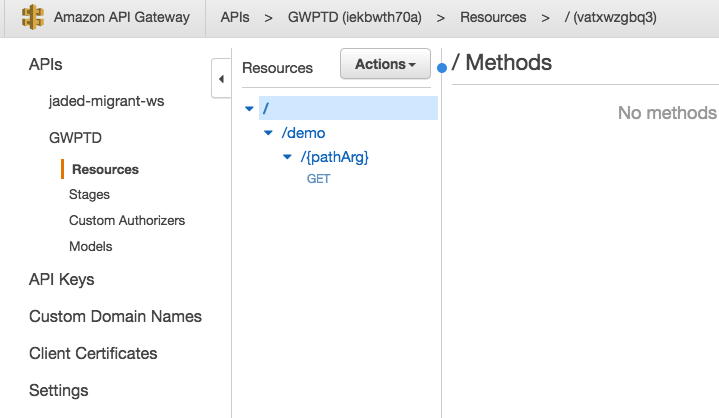 Amazon API Gateway APIs > GWPTD (iekbwth70a) > Resources > / (vatxwzgbq3)
APIs
jaded-migrant-ws
GWPTD
Resources
Stages
Custom Authorizers
Models
API Keys
Custom Domain Names
Client Certificates
Settings
Resources Actions
/
/demo
/{pathArg}
GET
/ Methods
No methods